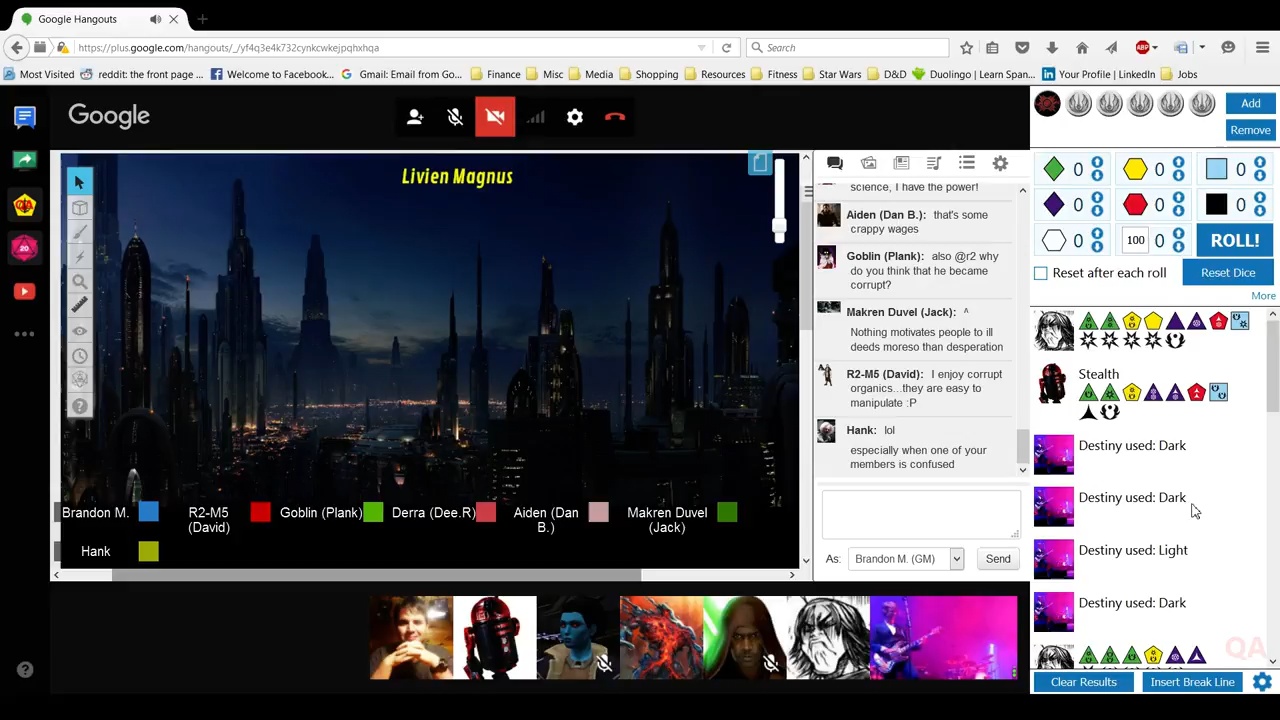 Google Hangouts
https://plus.google.com/hangouts/_/yf4q3e4k732cynkcwkejpqhxhqa
Search
ABP
Most Visited
reddit: the front page ...
Welcome to Facebook...
Gmail: Email from Go...
Finance
Misc
Media
Shopping
Resources
Fitness
Star Wars
D&D
Duolingo | Learn Span...
Your Profile | LinkedIn
Jobs
Google
Add
Remove
Livien Magnus
science, I have the power!
Aiden (Dan B.): that's some
crappy wages
Goblin (Plank): also @r2 why
do you think that he became
corrupt?
Makren Duvel (Jack): ^
Nothing motivates people to ill
deeds moreso than desperation
R2-M5 (David): I enjoy corrupt
organics...they are easy to
manipulate :P
Hank: lol
especially when one of your
members is confused
As: Brandon M. (GM)
Send
Brandon M.
R2-M5
(David)
Goblin (Plank)
Derra (Dee.R)
Aiden (Dan
B.)
Makren Duvel
(Jack)
Hank
0 0 0
0 0 0
0 100 0 ROLL!
Reset after each roll
Reset Dice
More
Stealth
Destiny used: Dark
Destiny used: Dark
Destiny used: Light
Destiny used: Dark
QA
Clear Results
Insert Break Line
20